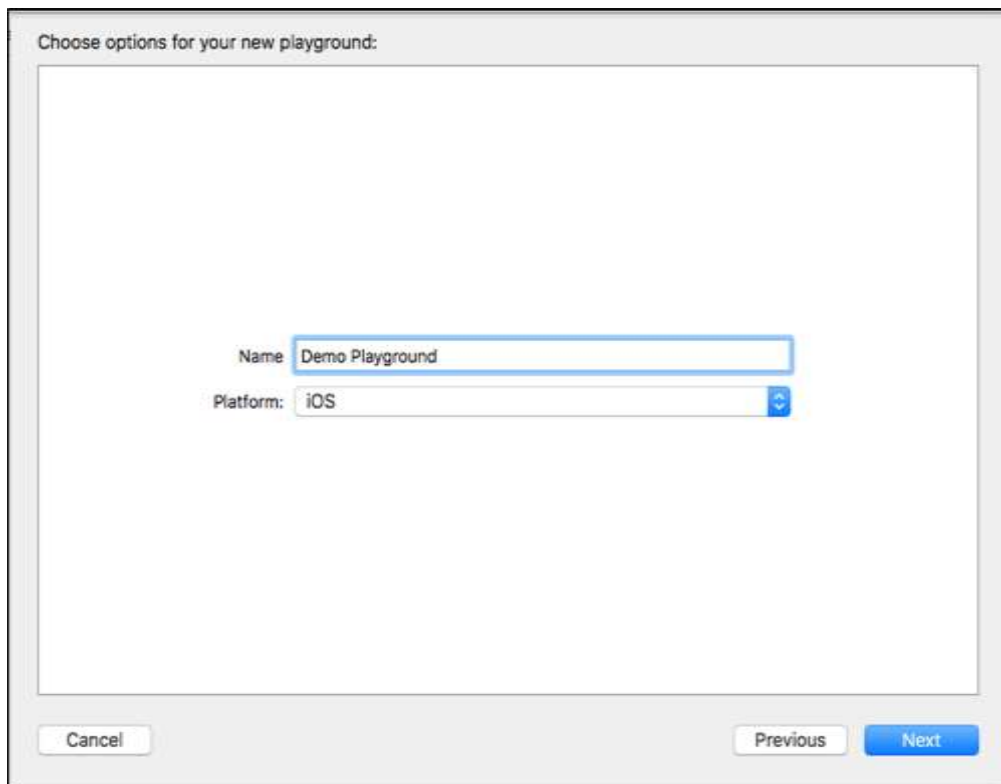 Choose options for your new playground:
Name Demo Playground
Platform: iOS
Cancel Previous Next